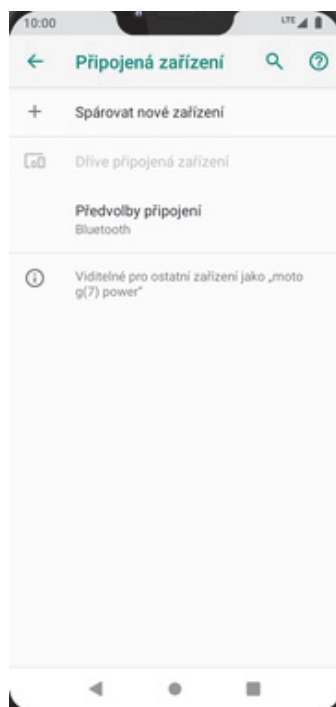 10:00
LTE
Připojená zařízení
Spárovat nové zařízení
Dříve připojená zařízení
Předvolby připojení
Bluetooth
Viditelné pro ostatní zařízení jako „moto
g(7) power“